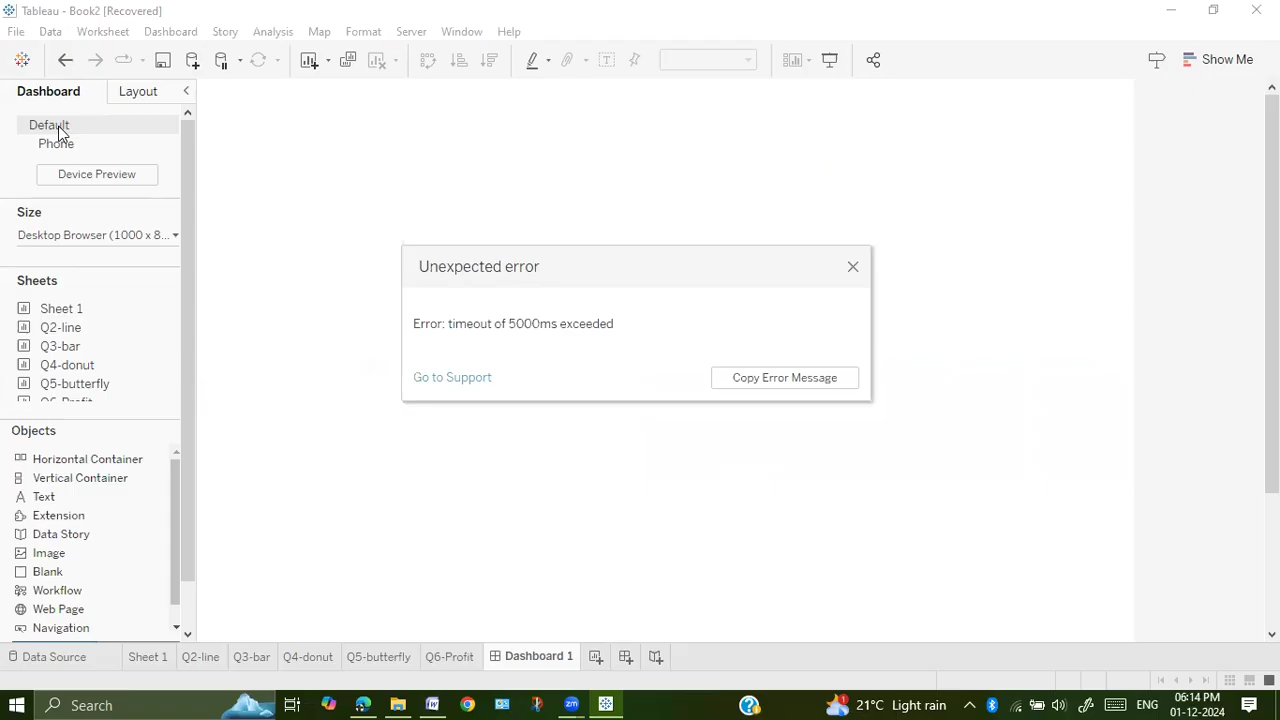 Tableau - Book2 [Recovered]
File Data Worksheet Dashboard Story Analysis Map Format Server Window Help
Show Me
Dashboard Layout
Default
Phone
Device Preview
Size
Desktop Browser (1000 x 8...
Sheets
Sheet 1
Q2-line
Q3-bar
Q4-donut
Q5-butterfly
Q6-Profit
Unexpected error
Error: timeout of 5000ms exceeded
Go to Support Copy Error Message
Objects
Horizontal Container
Vertical Container
A Text
Extension
Data Story
Image
Blank
Workflow
Web Page
Navigation
Data Source Sheet 1 Q2-line Q3-bar Q4-donut Q5-butterfly Q6-Profit Dashboard 1
Search 21°C Light rain ENG 06:14 PM
01-12-2024